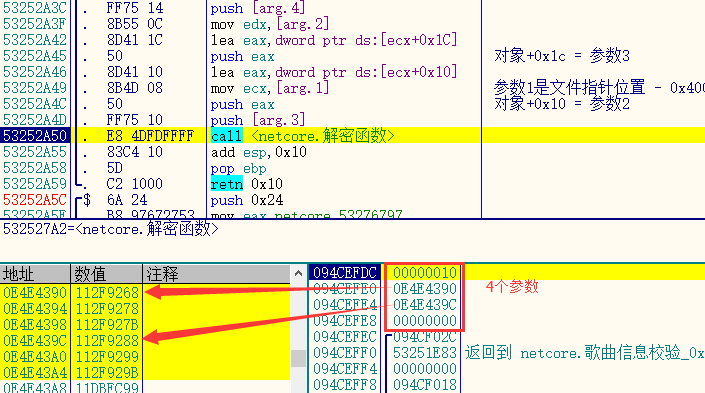 53252A3C . FF75 14 push [arg.4]
53252A3F . 8B55 0C mov edx,[arg.2]
53252A42 . 8D41 1C lea eax,dword ptr ds:[ecx+0x1C]
53252A45 . 50 push eax 对象+0x1c = 参数3
53252A46 . 8D41 10 lea eax,dword ptr ds:[ecx+0x10]
53252A49 . 8B4D 08 mov ecx,[arg.1] 参数1是文件指针位置 - 0x400
53252A4C . 50 push eax 对象+0x10 = 参数2
53252A4D . FF75 10 push [arg.3]
53252A50 . E8 4DFDFFFF call <netcore.解密函数>
53252A55 . 83C4 10 add esp,0x10
53252A58 . 5D pop ebp
53252A59 . C2 1000 retn 0x10
53252A5C $ 6A 24 push 0x24
53252A5E . B8 97672753 mov eax,netcore.53276797
532527A2=<netcore.解密函数>
地址 数值 注释
0E4E4390 112F9268
0E4E4394 112F9278
0E4E4398 112F927B
0E4E439C 112F9288
0E4E43A0 112F9299
0E4E43A4 112F929B
0E4E43A8 11DBFC99
094CEFDC 00000010
094CEFE0 0E4E4390 4个参数
094CEFE4 0E4E439C
094CEFE8 00000000
094CEFEC 094CF02C
094CEFF0 53251E83 返回到 netcore.歌曲信息校验_0x
094CEFF4 00000000
094CEFF8 094CF018